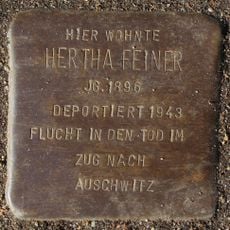 HIER WOHNTE
HERTHA FEINER
JG. 1896
DEPORTIERT 1943
FLUCHT IN DEN TOD IM
ZUG NACH
AUSCHWITZ